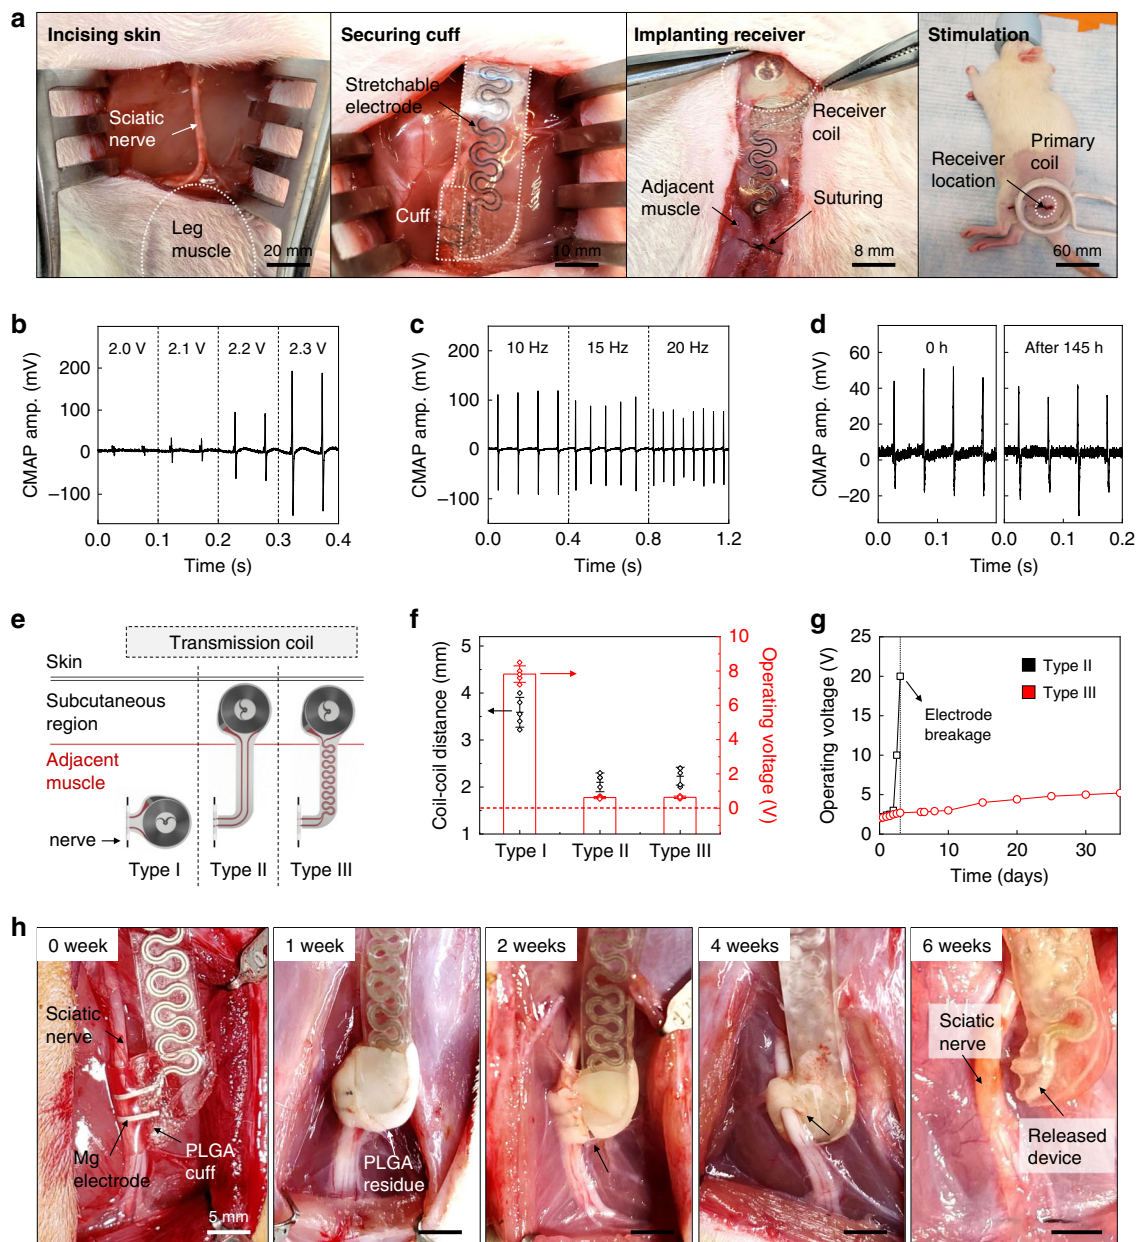 a
Incising skin
Sciatic
nerve
Leg
muscle
20 mm
Securing cuff
Stretchable
electrode
Cuff
10 mm
Implanting receiver
Receiver
coil
Adjacent
muscle
Suturing
8 mm
Stimulation
Primary
coil
Receiver
location
60 mm
b
2.0 V 2.1 V 2.2 V 2.3 V
CMAP amp. (mV)
200
100
0
−100
0.0 0.1 0.2 0.3 0.4
Time (s)
c
10 Hz 15 Hz 20 Hz
CMAP amp. (mV)
200
100
0
−100
0.0 0.4 0.8 1.2
Time (s)
d
0 h After 145 h
CMAP amp. (mV)
60
40
20
0
−20
0.0 0.1 0.0 0.1 0.2
Time (s)
e
Transmission coil
Skin
Subcutaneous
region
Adjacent
muscle
nerve
Type I Type II Type III
f
Coil-coil distance (mm)
5
4
3
2
1
Operating voltage (V)
10
8
6
4
2
0
Type I Type II Type III
g
Operating voltage (V)
25
20
15
10
5
0
Type II
Type III
Electrode
breakage
0 10 20 30
Time (days)
h
0 week
Sciatic
nerve
Mg
electrode
PLGA
cuff
5 mm
1 week
PLGA
residue
2 weeks
4 weeks
6 weeks
Sciatic
nerve
Released
device